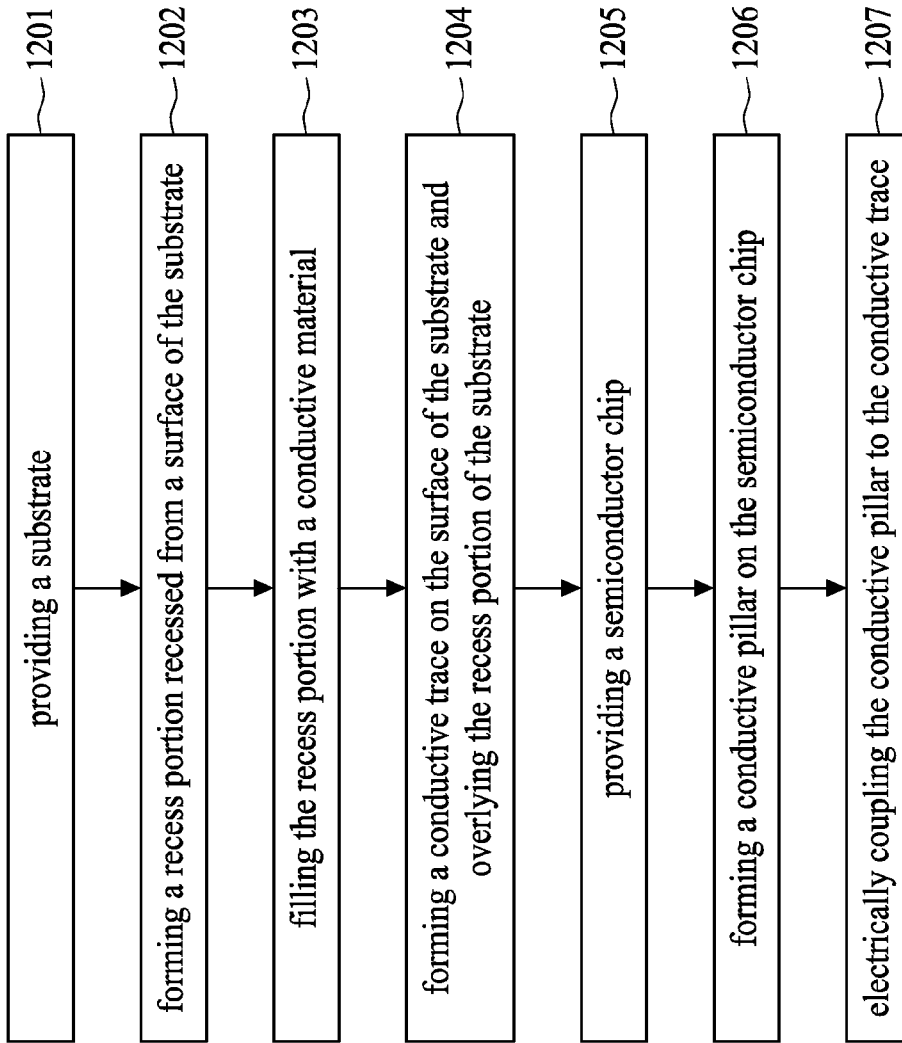 providing a substrate
1201
forming a recess portion recessed from a surface of the substrate
1202
filling the recess portion with a conductive material
1203
forming a conductive trace on the surface of the substrate and
overlying the recess portion of the substrate
1204
providing a semiconductor chip
1205
forming a conductive pillar on the semiconductor chip
1206
electrically coupling the conductive pillar to the conductive trace
1207